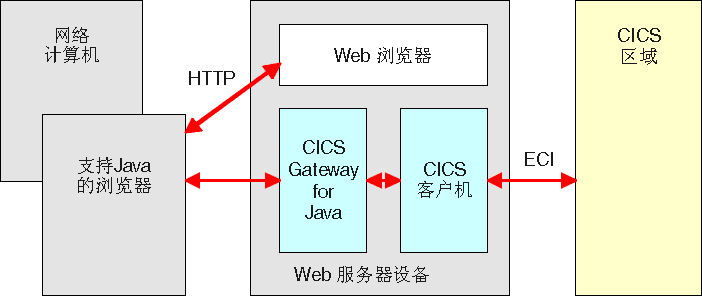 网络
计算机
支持Java
的浏览器
HTTP
Web 浏览器
CICS
Gateway
for
Java
CICS
客户机
Web 服务器设备
ECI
CICS
区域